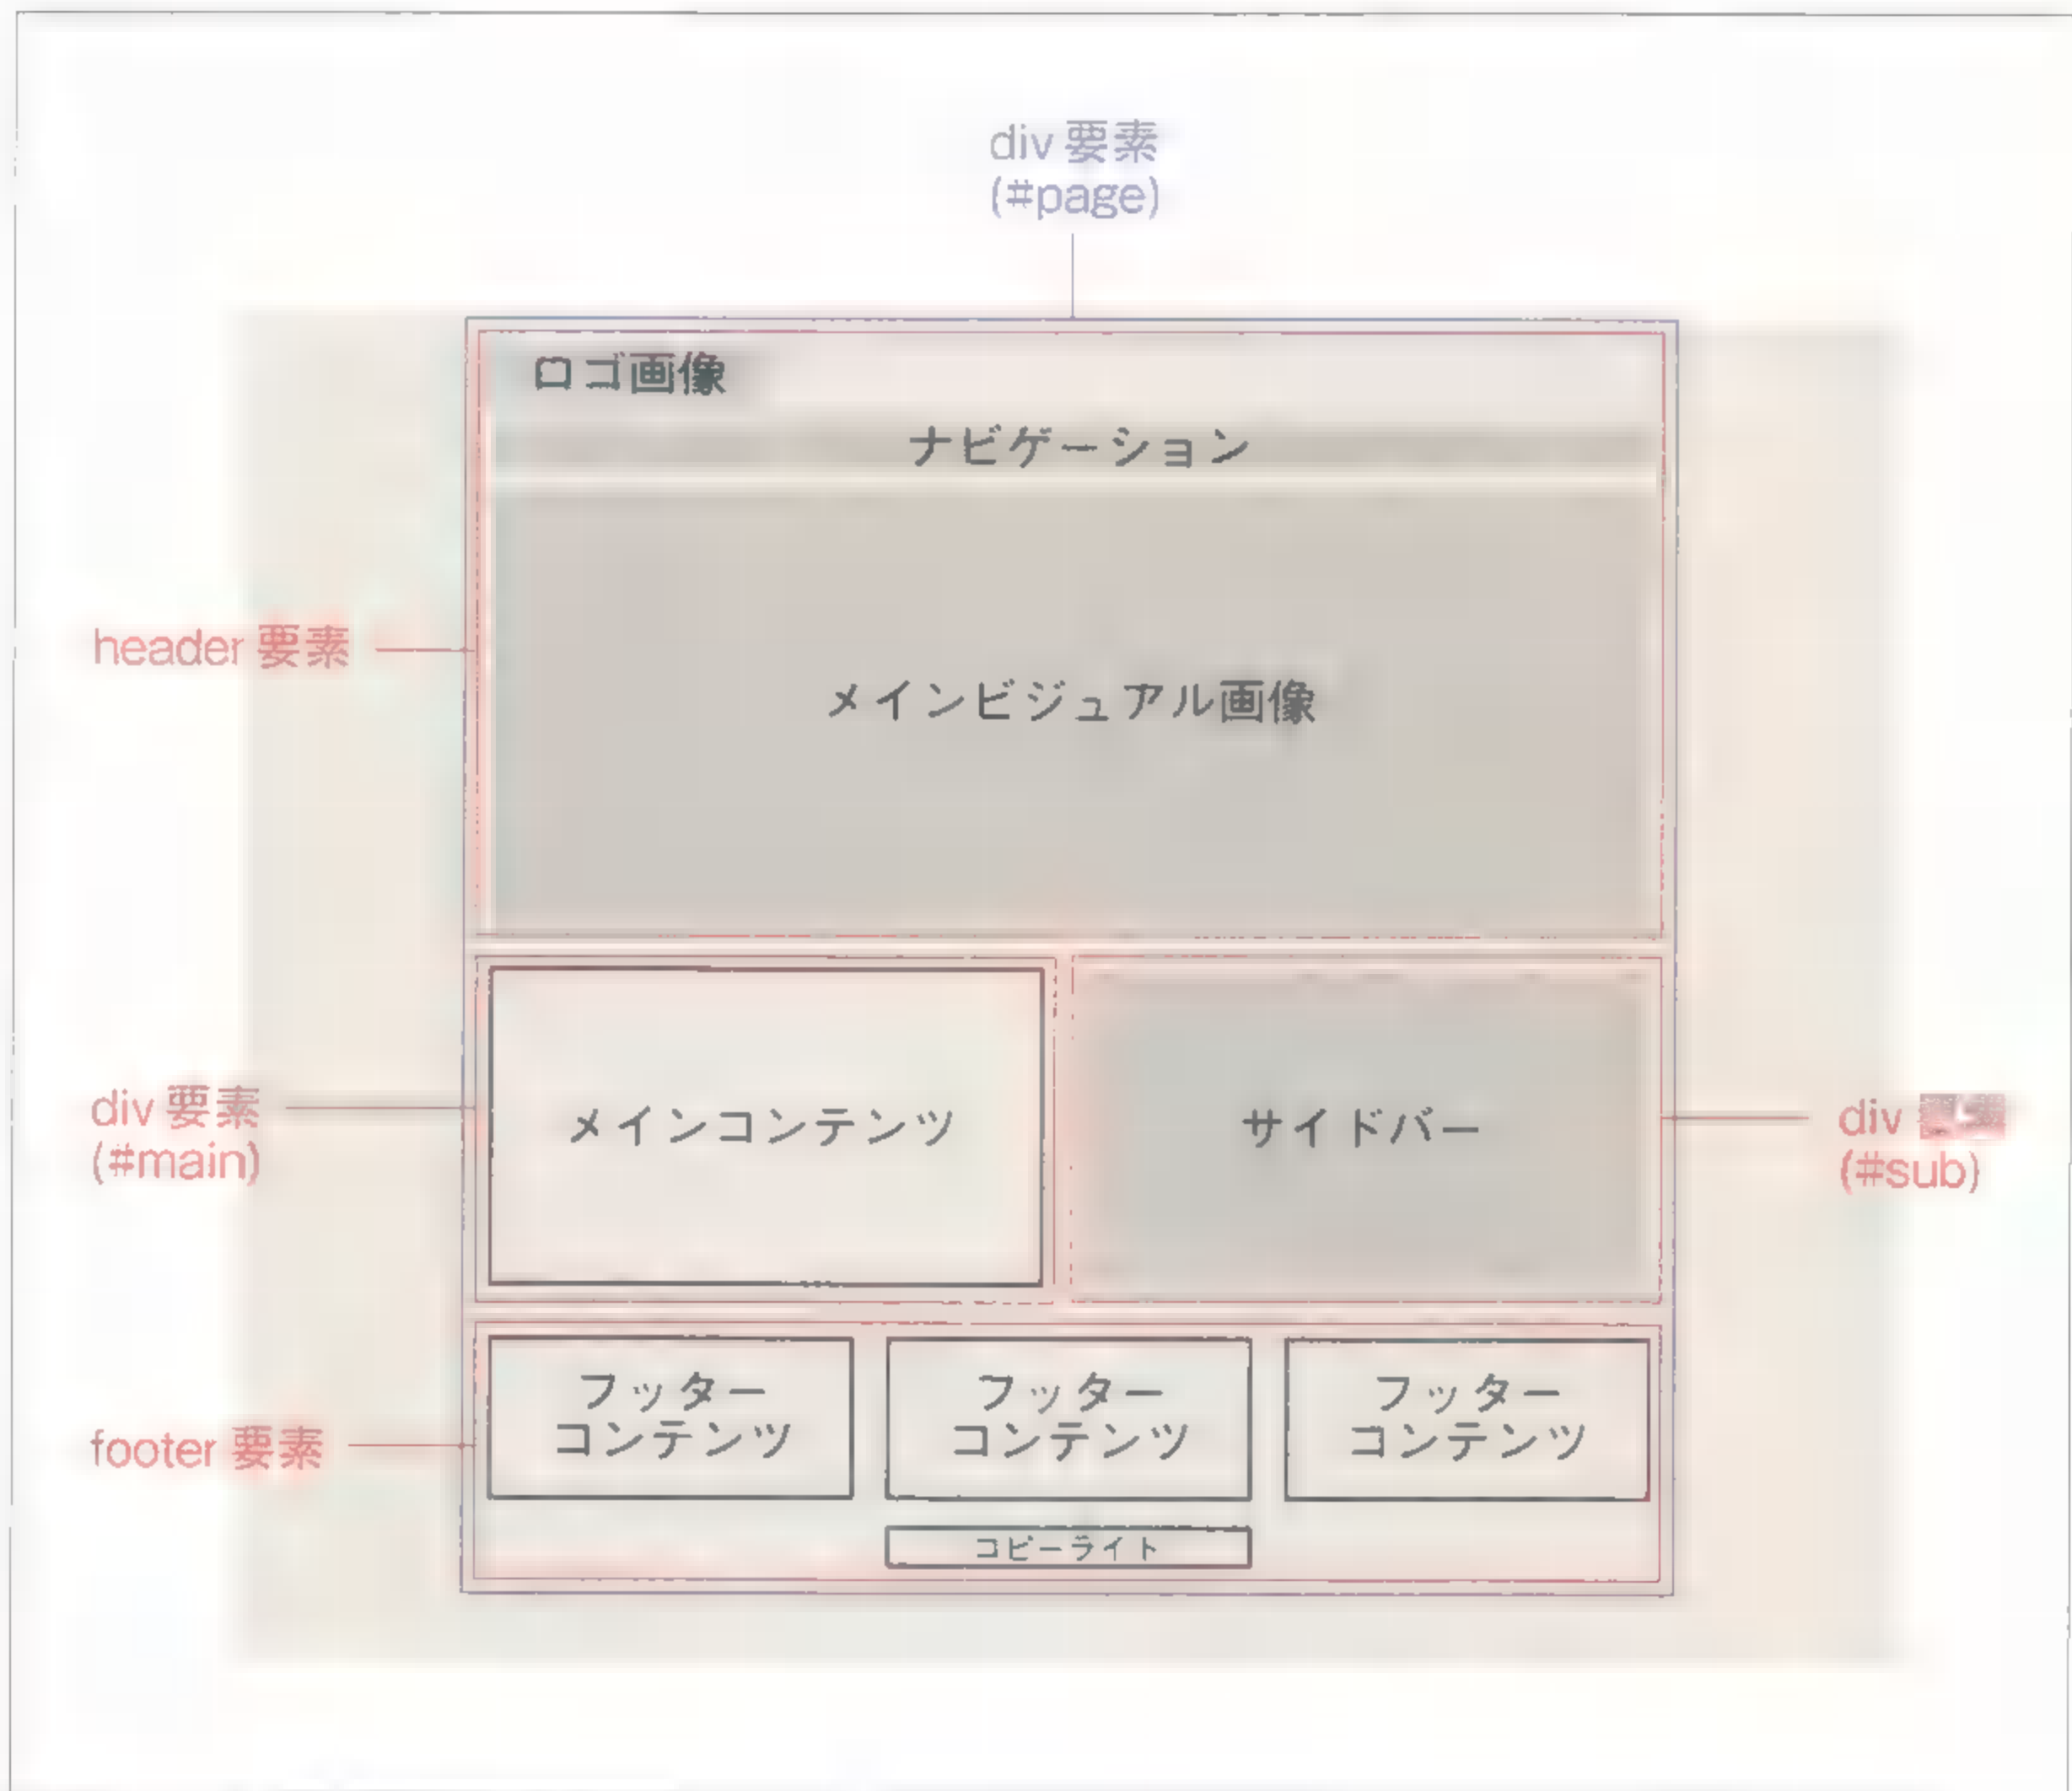 div 要素
(#page)
ロゴ画像
ナビゲーション
header 要素
メインビジュアル画像
div 要素
(#main)
メインコンテンツ
サイドバー
div
(#sub)
footer 要素
フッター
コンテンツ
フッター
コンテンツ
フッター
コンテンツ
コピーライト